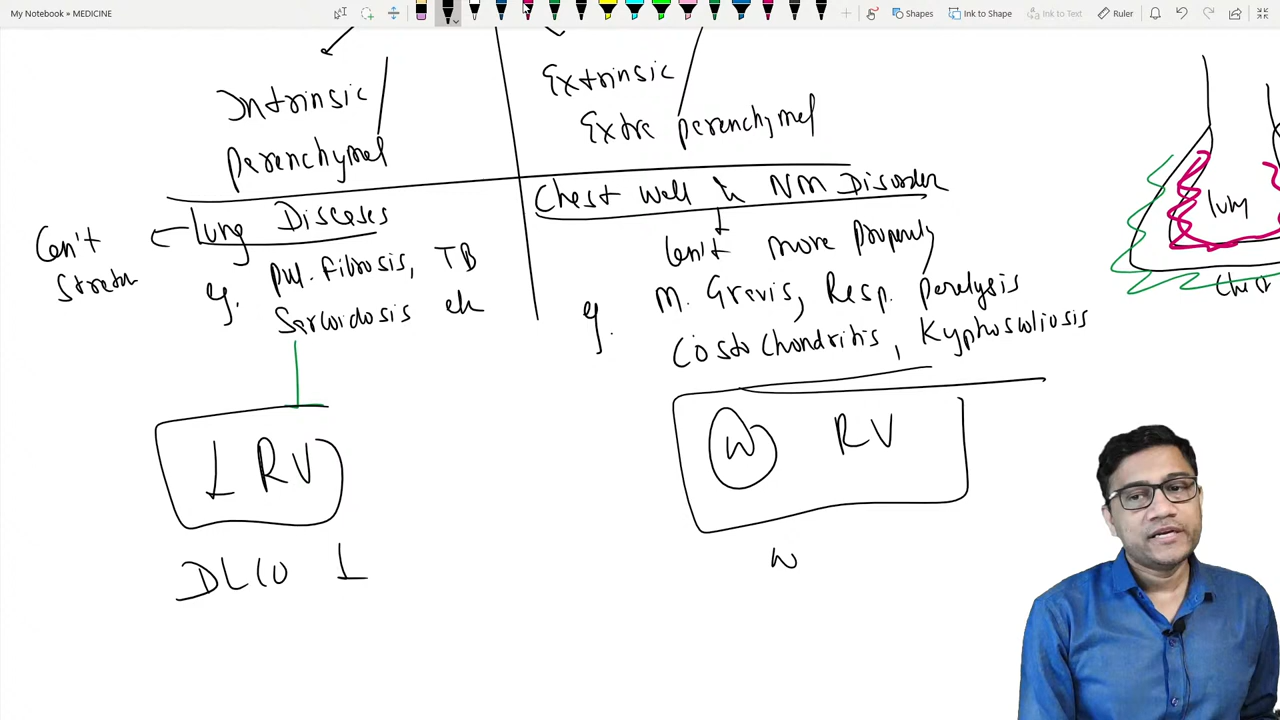 My Notebook » MEDICINE
Shapes
Ink to Shape
Ink to Text
Ruler
Intrinsic
Parenchymal
Extrinsic
Extra parenchymal
Lung Diseases
Can't
Stretch
eg. Pul. fibrosis, TB
Sarcoidosis etc
Chest Wall & NM Disorder
Can't move properly
eg. M. Gravis, Resp. paralysis
Costochondritis, Kyphoscoliosis
lung
Chest
↓ RV
N RV
DLCO ↓
N